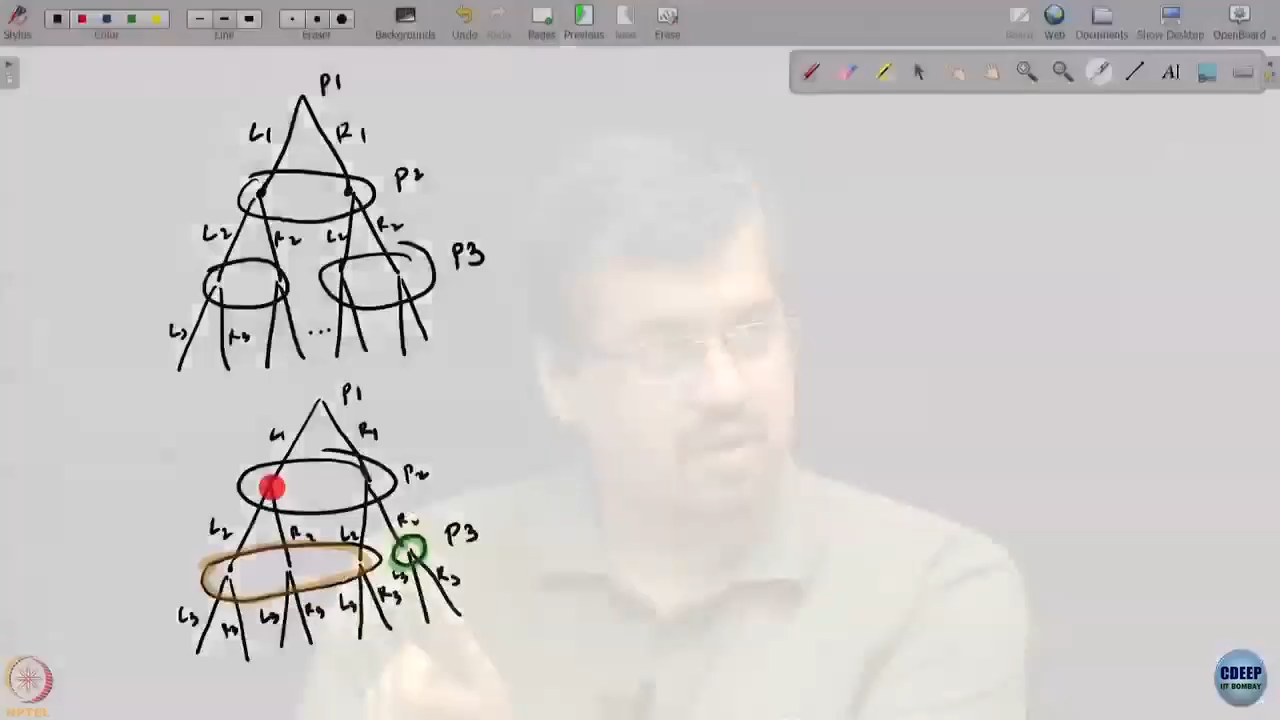 Stylus Color Line Eraser Backgrounds Undo Redo Pages Previous Next Erase Board Web Documents Show Desktop OpenBoard
P1
L1 R1
P2
L2 R2 L2 R2
P3
L3 R3 ...
P1
L1 R1
P2
L2 R2 L2 R2
P3
L3 R3
L3 R3 L3 R3 L3 R3
NPTEL
CDEEP
IIT BOMBAY